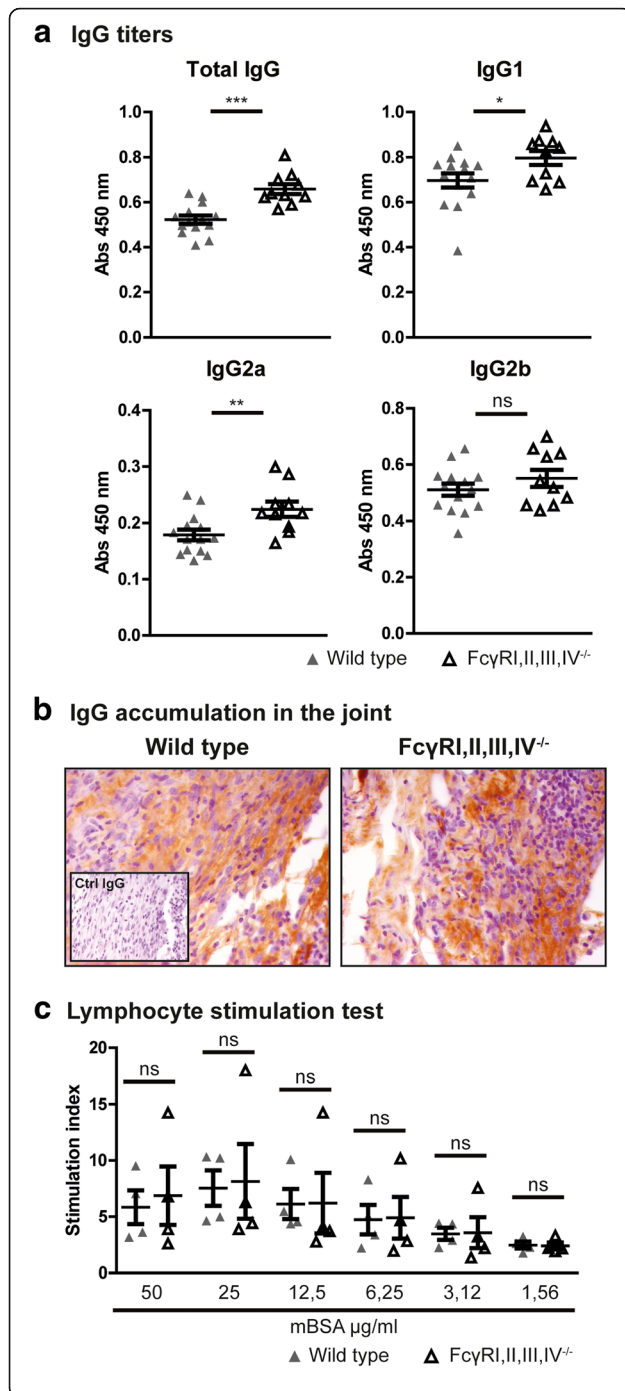 a IgG titers
Total IgG
IgG1
***
*
1.0
0.8
0.6
0.4
0.2
0.0
Abs 450 nm
1.0
0.8
0.6
0.4
0.2
0.0
Abs 450 nm
IgG2a
IgG2b
**
ns
0.4
0.3
0.2
0.1
0.0
Abs 450 nm
0.8
0.6
0.4
0.2
0.0
Abs 450 nm
Wild type FcγRI,II,III,IV-/-
b IgG accumulation in the joint
Wild type
FcγRI,II,III,IV-/-
Ctrl IgG
c Lymphocyte stimulation test
20
15
10
5
0
Stimulation index
ns ns ns ns ns ns
50 25 12,5 6,25 3,12 1,56
mBSA µg/ml
Wild type FcγRI,II,III,IV-/-